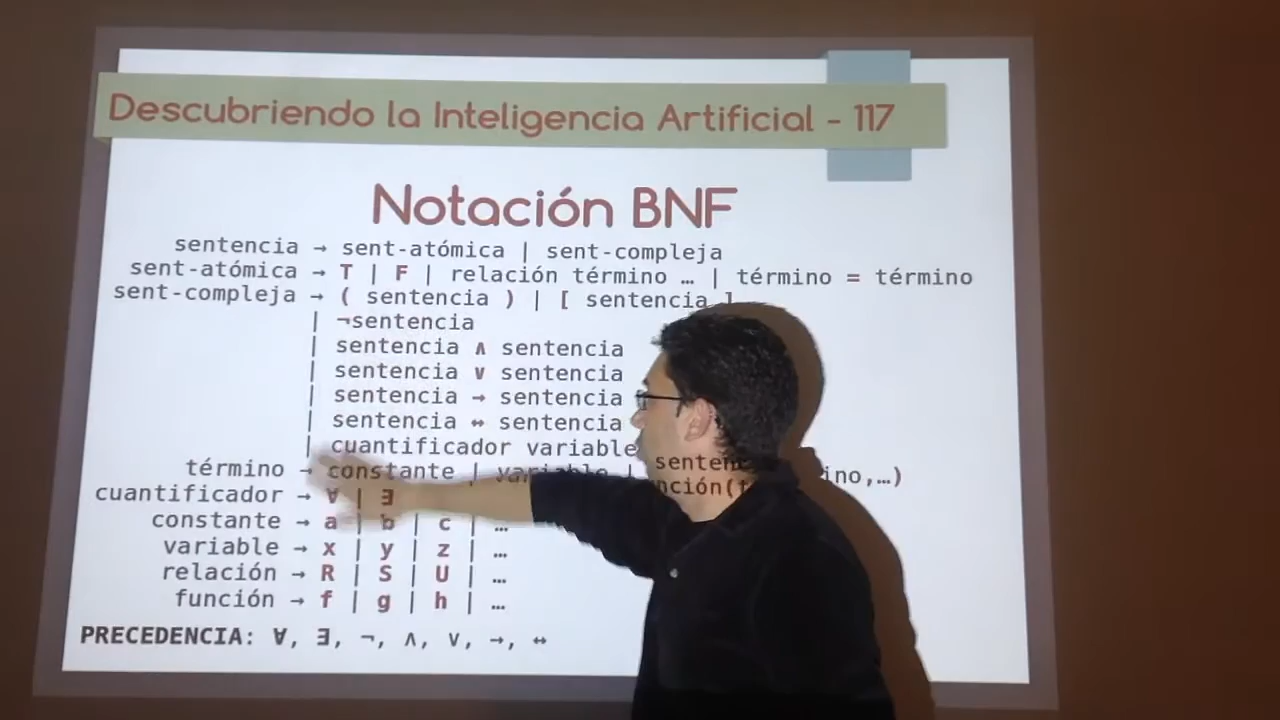 Descubriendo la Inteligencia Artificial - 117
Notación BNF
sentencia → sent-atómica | sent-compleja
sent-atómica → T | F | relación término … | término = término
sent-compleja → ( sentencia ) | [ sentencia ]
| ¬sentencia
| sentencia ∧ sentencia
| sentencia ∨ sentencia
| sentencia → sentencia
| sentencia ↔ sentencia
| cuantificador variable
término → constante | variable |
cuantificador → ∀ | ∃
constante → a | b | c | …
variable → x | y | z | …
relación → R | S | U | …
función → f | g | h | …
PRECEDENCIA: ∀, ∃, ¬, ∧, ∨, →, ↔